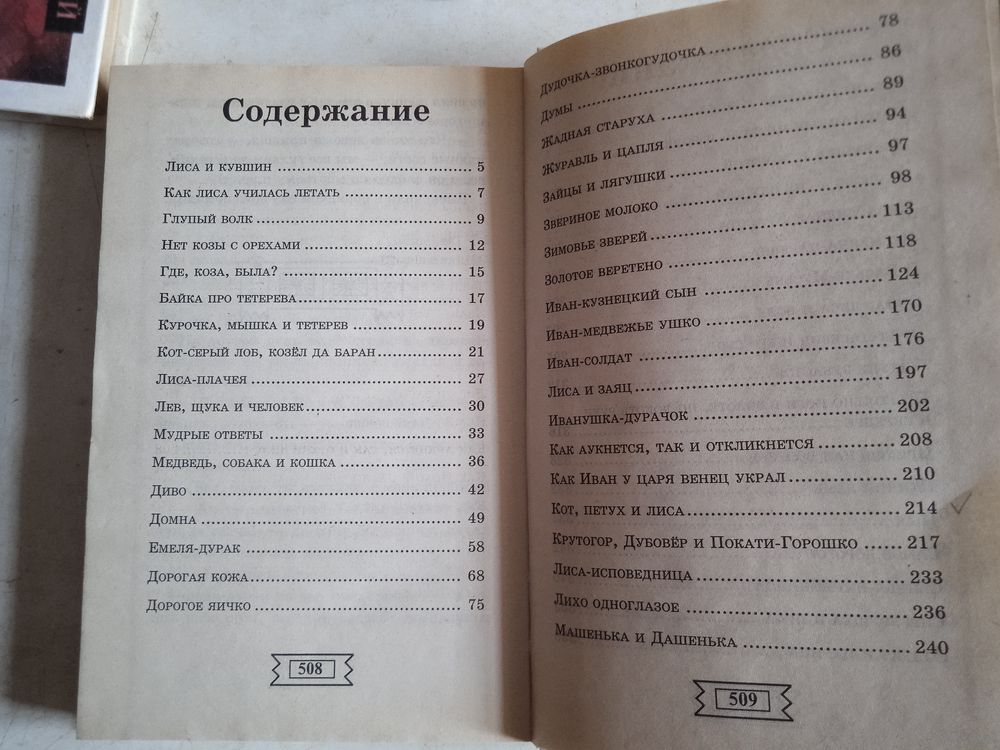 Й
Содержание
Лиса и кувшин 5
Как лиса училась летать 7
Глупый волк 9
Нет козы с орехами 12
Где, коза, была? 15
Байка про тетерева 17
Курочка, мышка и тетерев 19
Кот-серый лоб, козёл да баран 21
Лиса-плачея 27
Лев, щука и человек 30
Мудрые ответы 33
Медведь, собака и кошка 36
Диво 42
Домна 49
Емеля-дурак 58
Дорогая кожа 68
Дорогое яичко 75
508
Дудочка-звонкогудочка 78
Думы 86
Жадная старуха 89
Журавль и цапля 94
Зайцы и лягушки 97
Звериное молоко 98
Зимовье зверей 113
Золотое веретено 118
Иван-кузнецкий сын 124
Иван-медвежье ушко 170
Иван-солдат 176
Лиса и заяц 197
Иванушка-дурачок 202
Как аукнется, так и откликнется 208
Как Иван у царя венец украл 210
Кот, петух и лиса 214
Крутогор, Дубовёр и Покати-Горошко 217
Лиса-исповедница 233
Лихо одноглазое 236
Машенька и Дашенька 240
509